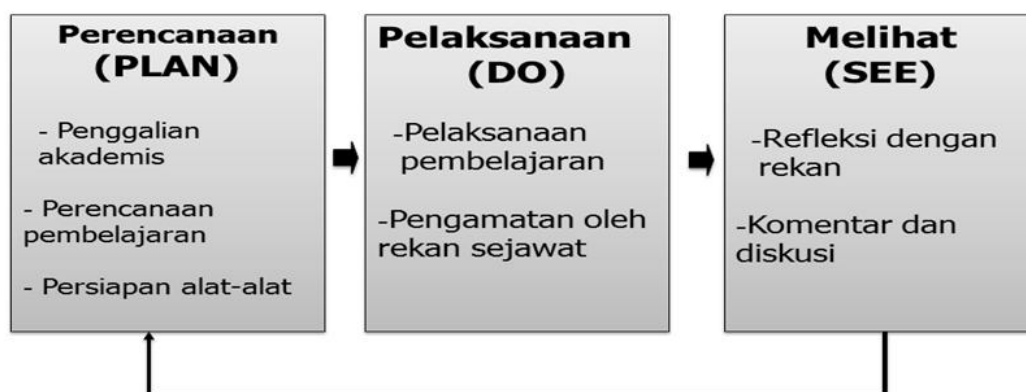 Perencanaan
(PLAN)
- Penggalian
akademis
- Perencanaan
pembelajaran
- Persiapan alat-alat
Pelaksanaan
(DO)
-Pelaksanaan
pembelajaran
-Pengamatan oleh
rekan sejawat
Melihat
(SEE)
-Refleksi dengan
rekan
-Komentar dan
diskusi